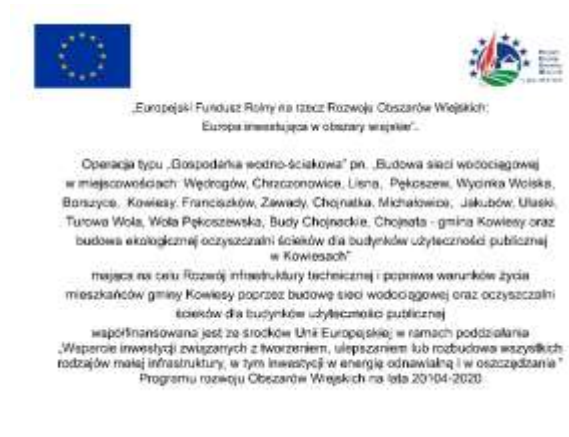 „Europejski Fundusz Rolny na rzecz Rozwoju Obszarów Wiejskich:
Europa inwestująca w obszary wiejskie”.
Operacja typu „Gospodarka wodno-ściekowa” pn. „Budowa sieci wodociągowej
w miejscowościach: Wędrogów, Chrzczonowice, Lisna, Pękoszew, Wycinka Wolska,
Borszyce, Kowiesy, Franciszków, Zawady, Chojnatka, Michałowice, Jakubów, Ulaski,
Turowa Wola, Wola Pękoszewska, Budy Chojnackie, Chojnata - gmina Kowiesy oraz
budowa ekologicznej oczyszczalni ścieków dla budynków użyteczności publicznej
w Kowiesach”
mająca na celu Rozwój infrastruktury technicznej i poprawa warunków życia
mieszkańców gminy Kowiesy poprzez budowę sieci wodociągowej oraz oczyszczalni
ścieków dla budynków użyteczności publicznej
współfinansowana jest ze środków Unii Europejskiej w ramach poddziałania
„Wsparcie inwestycji związanych z tworzeniem, ulepszaniem lub rozbudową wszystkich
rodzajów małej infrastruktury, w tym inwestycji w energię odnawialną i w oszczędzanie ”
Programu rozwoju Obszarów Wiejskich na lata 20104-2020